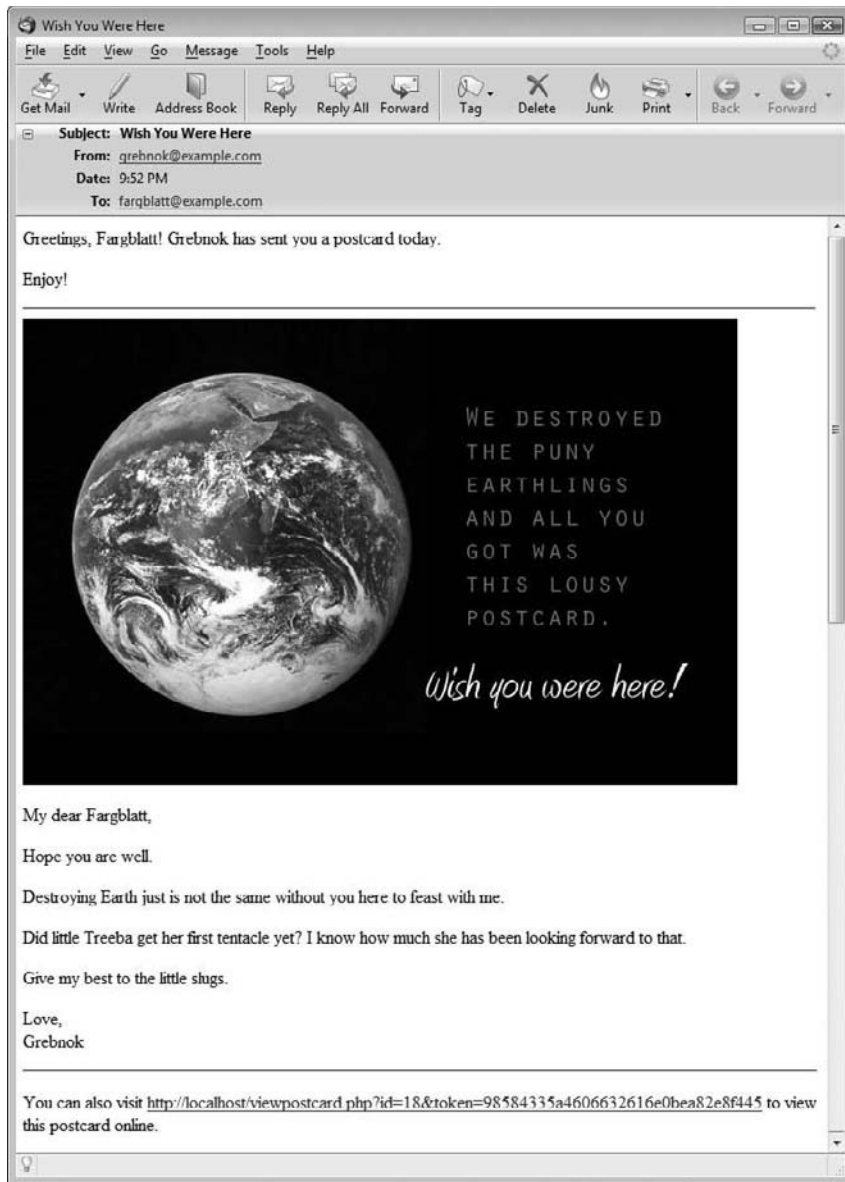 Wish You Were Here
File Edit View Go Message Tools Help
Get Mail Write Address Book Reply Reply All Forward Tag Delete Junk Print Back Forward
Subject: Wish You Were Here
From: grebnok@example.com
Date: 9:52 PM
To: fargblatt@example.com
Greetings, Fargblatt! Grebnok has sent you a postcard today.
Enjoy!
WE DESTROYED
THE PUNY
EARTHLINGS
AND ALL YOU
GOT WAS
THIS LOUSY
POSTCARD.
Wish you were here!
My dear Fargblatt,
Hope you are well.
Destroying Earth just is not the same without you here to feast with me.
Did little Treeba get her first tentacle yet? I know how much she has been looking forward to that.
Give my best to the little slugs.
Love,
Grebnok
You can also visit http://localhost/viewpostcard.php?id=18&token=98584335a4606632616e0bea82e8f445 to view
this postcard online.